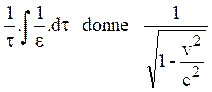 1/τ . ∫ 1/ε .dτ donne 1/√(1 - v²/c²)